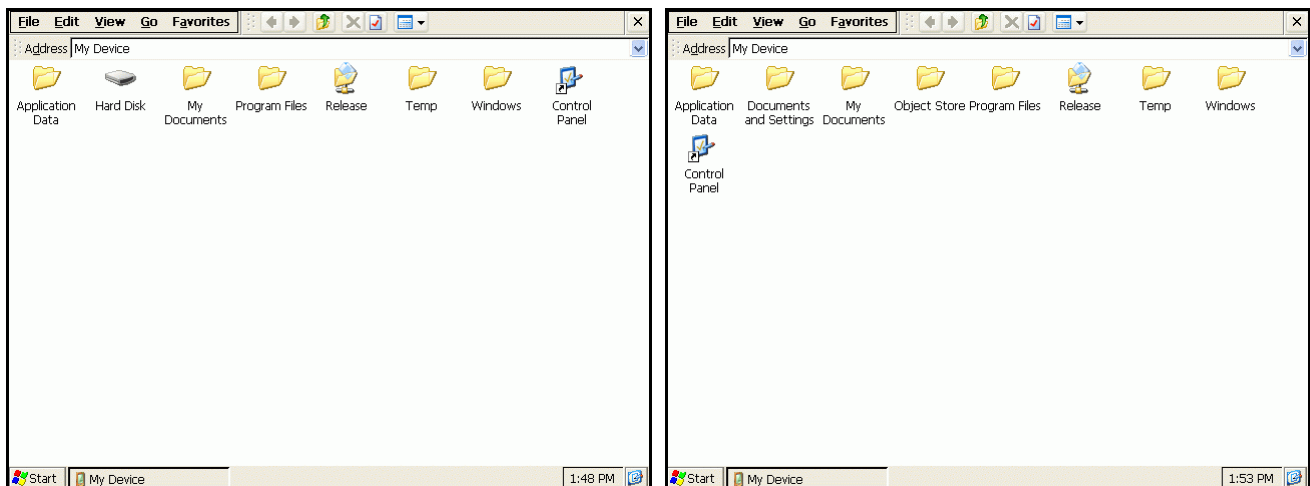 File Edit View Go Favorites
Address My Device
Application Data Hard Disk My Documents Program Files Release Temp Windows Control Panel
Start My Device 1:48 PM
File Edit View Go Favorites
Address My Device
Application Data Documents and Settings My Documents Object Store Program Files Release Temp Windows
Control Panel
Start My Device 1:53 PM